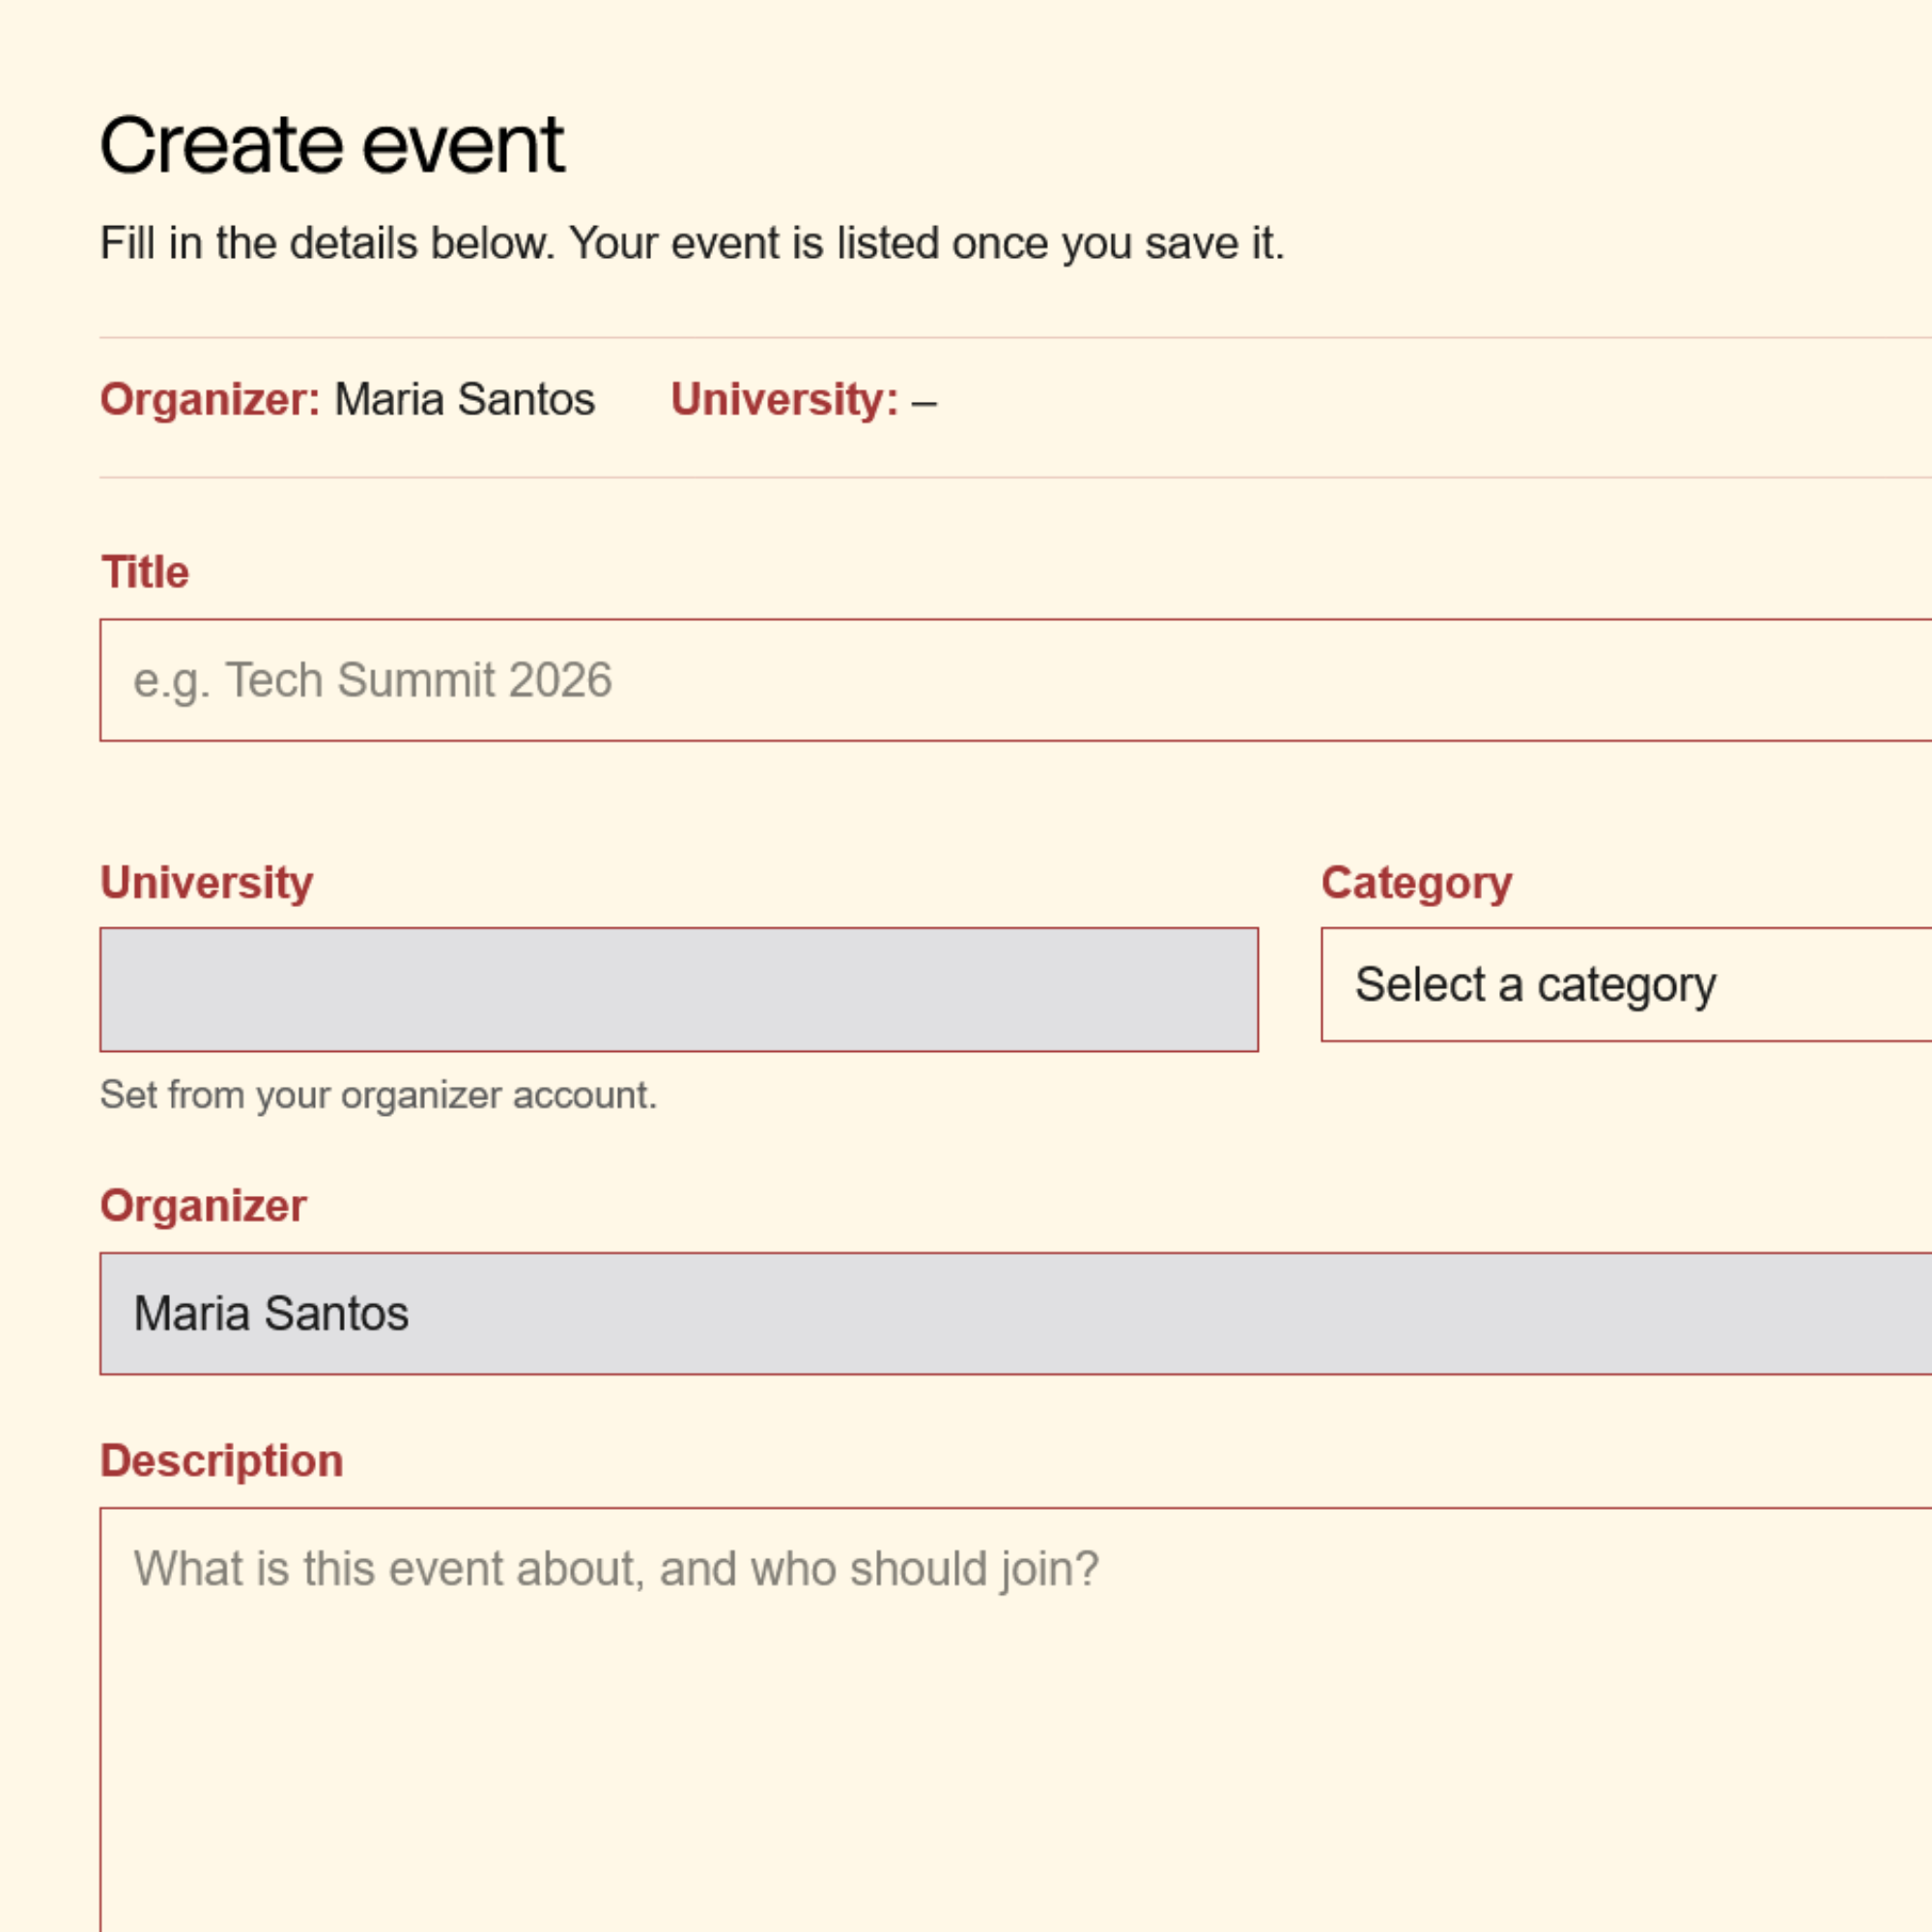 Create event
Fill in the details below. Your event is listed once you save it.
Organizer: Maria Santos University: –
Title
e.g. Tech Summit 2026
University Category
Select a category
Set from your organizer account.
Organizer
Maria Santos
Description
What is this event about, and who should join?